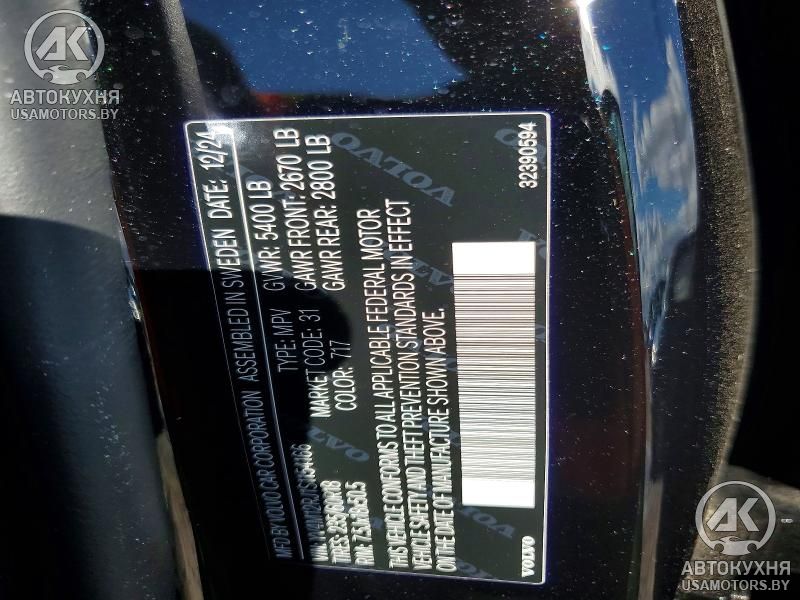 АВТОКУХНЯ
USAMOTORS.BY
MFD BY VOLVO CAR CORPORATION ASSEMBLED IN SWEDEN DATE: 12/24
TYPE: MPV GVWR: 5400 LB
MARKET CODE: 31 GAWR FRONT: 2670 LB
COLOR: 717 GAWR REAR: 2800 LB
TIRES:
RIM:
THIS VEHICLE CONFORMS TO ALL APPLICABLE FEDERAL MOTOR
VEHICLE SAFETY AND THEFT PREVENTION STANDARDS IN EFFECT
ON THE DATE OF MANUFACTURE SHOWN ABOVE.
VOLVO
32390594
АВТОКУХНЯ
USAMOTORS.BY